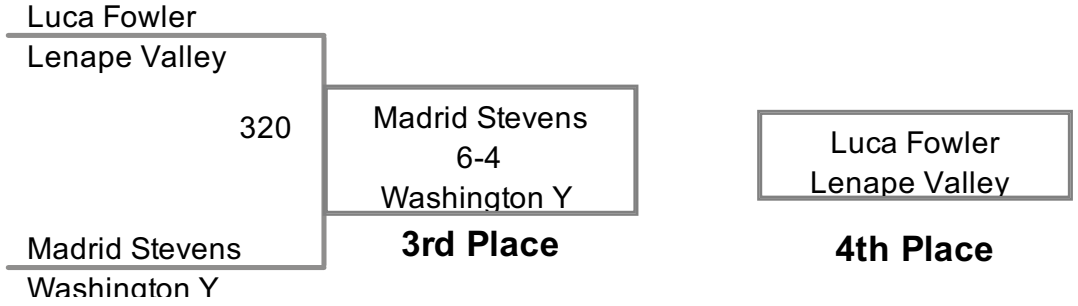 Luca Fowler
Lenape Valley
320
Madrid Stevens
6-4
Washington Y
3rd Place
Luca Fowler
Lenape Valley
4th Place
Madrid Stevens
Washington Y